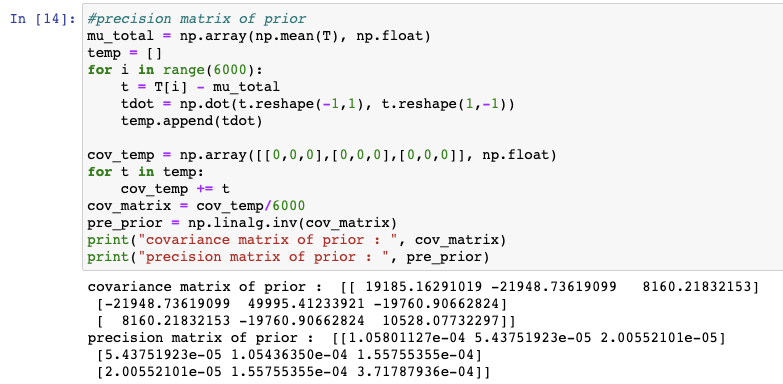 In [14]: #precision matrix of prior
mu_total = np.array(np.mean(T), np.float)
temp = []
for i in range(6000):
    t = T[i] - mu_total
    tdot = np.dot(t.reshape(-1,1), t.reshape(1,-1))
    temp.append(tdot)

cov_temp = np.array([[0,0,0],[0,0,0],[0,0,0]], np.float)
for t in temp:
    cov_temp += t
cov_matrix = cov_temp/6000
pre_prior = np.linalg.inv(cov_matrix)
print("covariance matrix of prior : ", cov_matrix)
print("precision matrix of prior : ", pre_prior)
covariance matrix of prior :  [[ 19185.16291019 -21948.73619099   8160.21832153]
 [-21948.73619099  49995.41233921 -19760.90662824]
 [  8160.21832153 -19760.90662824  10528.07732297]]
precision matrix of prior :  [[1.05801127e-04 5.43751923e-05 2.00552101e-05]
 [5.43751923e-05 1.05436350e-04 1.55755355e-04]
 [2.00552101e-05 1.55755355e-04 3.71787936e-04]]